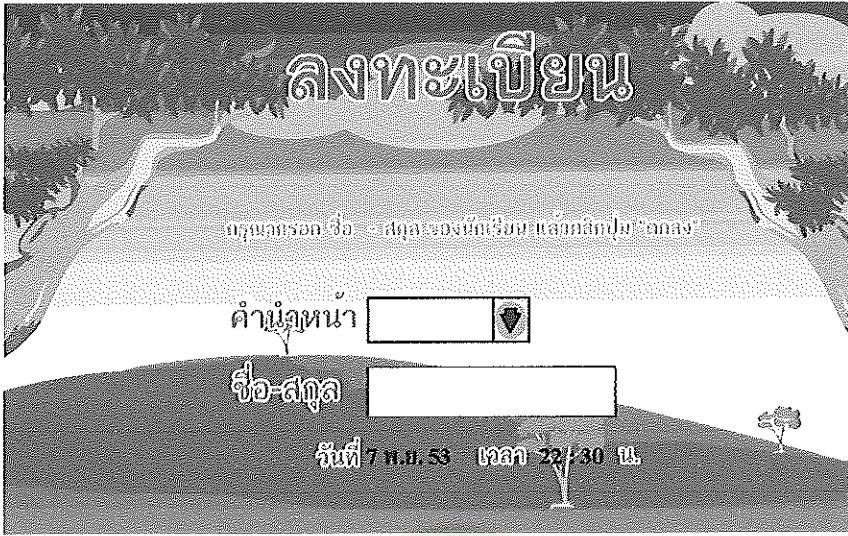 ลงทะเบียน
กรุณากรอก ชื่อ - สกุล ของนักเรียน แล้วคลิกปุ่ม "ตกลง"
คำนำหน้า
ชื่อ-สกุล
วันที่ 7 พ.ย. 53 เวลา 22:30 น.